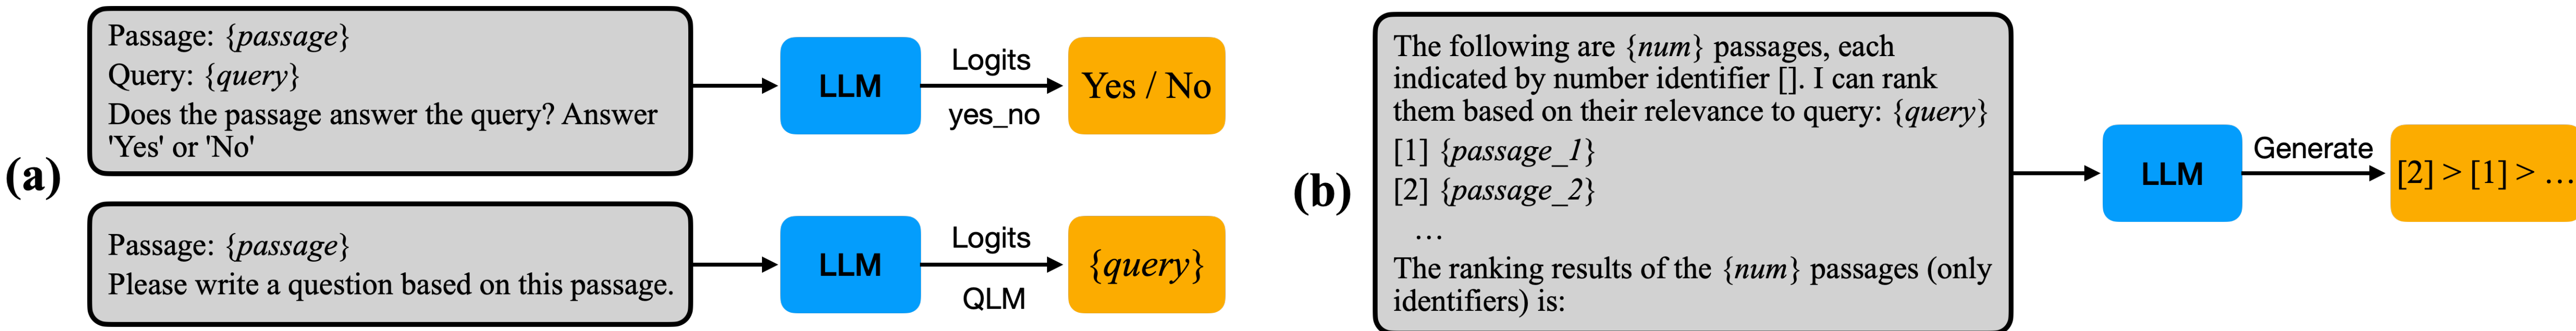 (a)
Passage: {passage}
Query: {query}
Does the passage answer the query? Answer
'Yes' or 'No'
LLM
Logits
yes_no
Yes / No
Passage: {passage}
Please write a question based on this passage.
LLM
Logits
QLM
{query}
(b)
The following are {num} passages, each
indicated by number identifier []. I can rank
them based on their relevance to query: {query}
[1] {passage_1}
[2] {passage_2}
…
The ranking results of the {num} passages (only
identifiers) is:
LLM
Generate
[2] > [1] > …